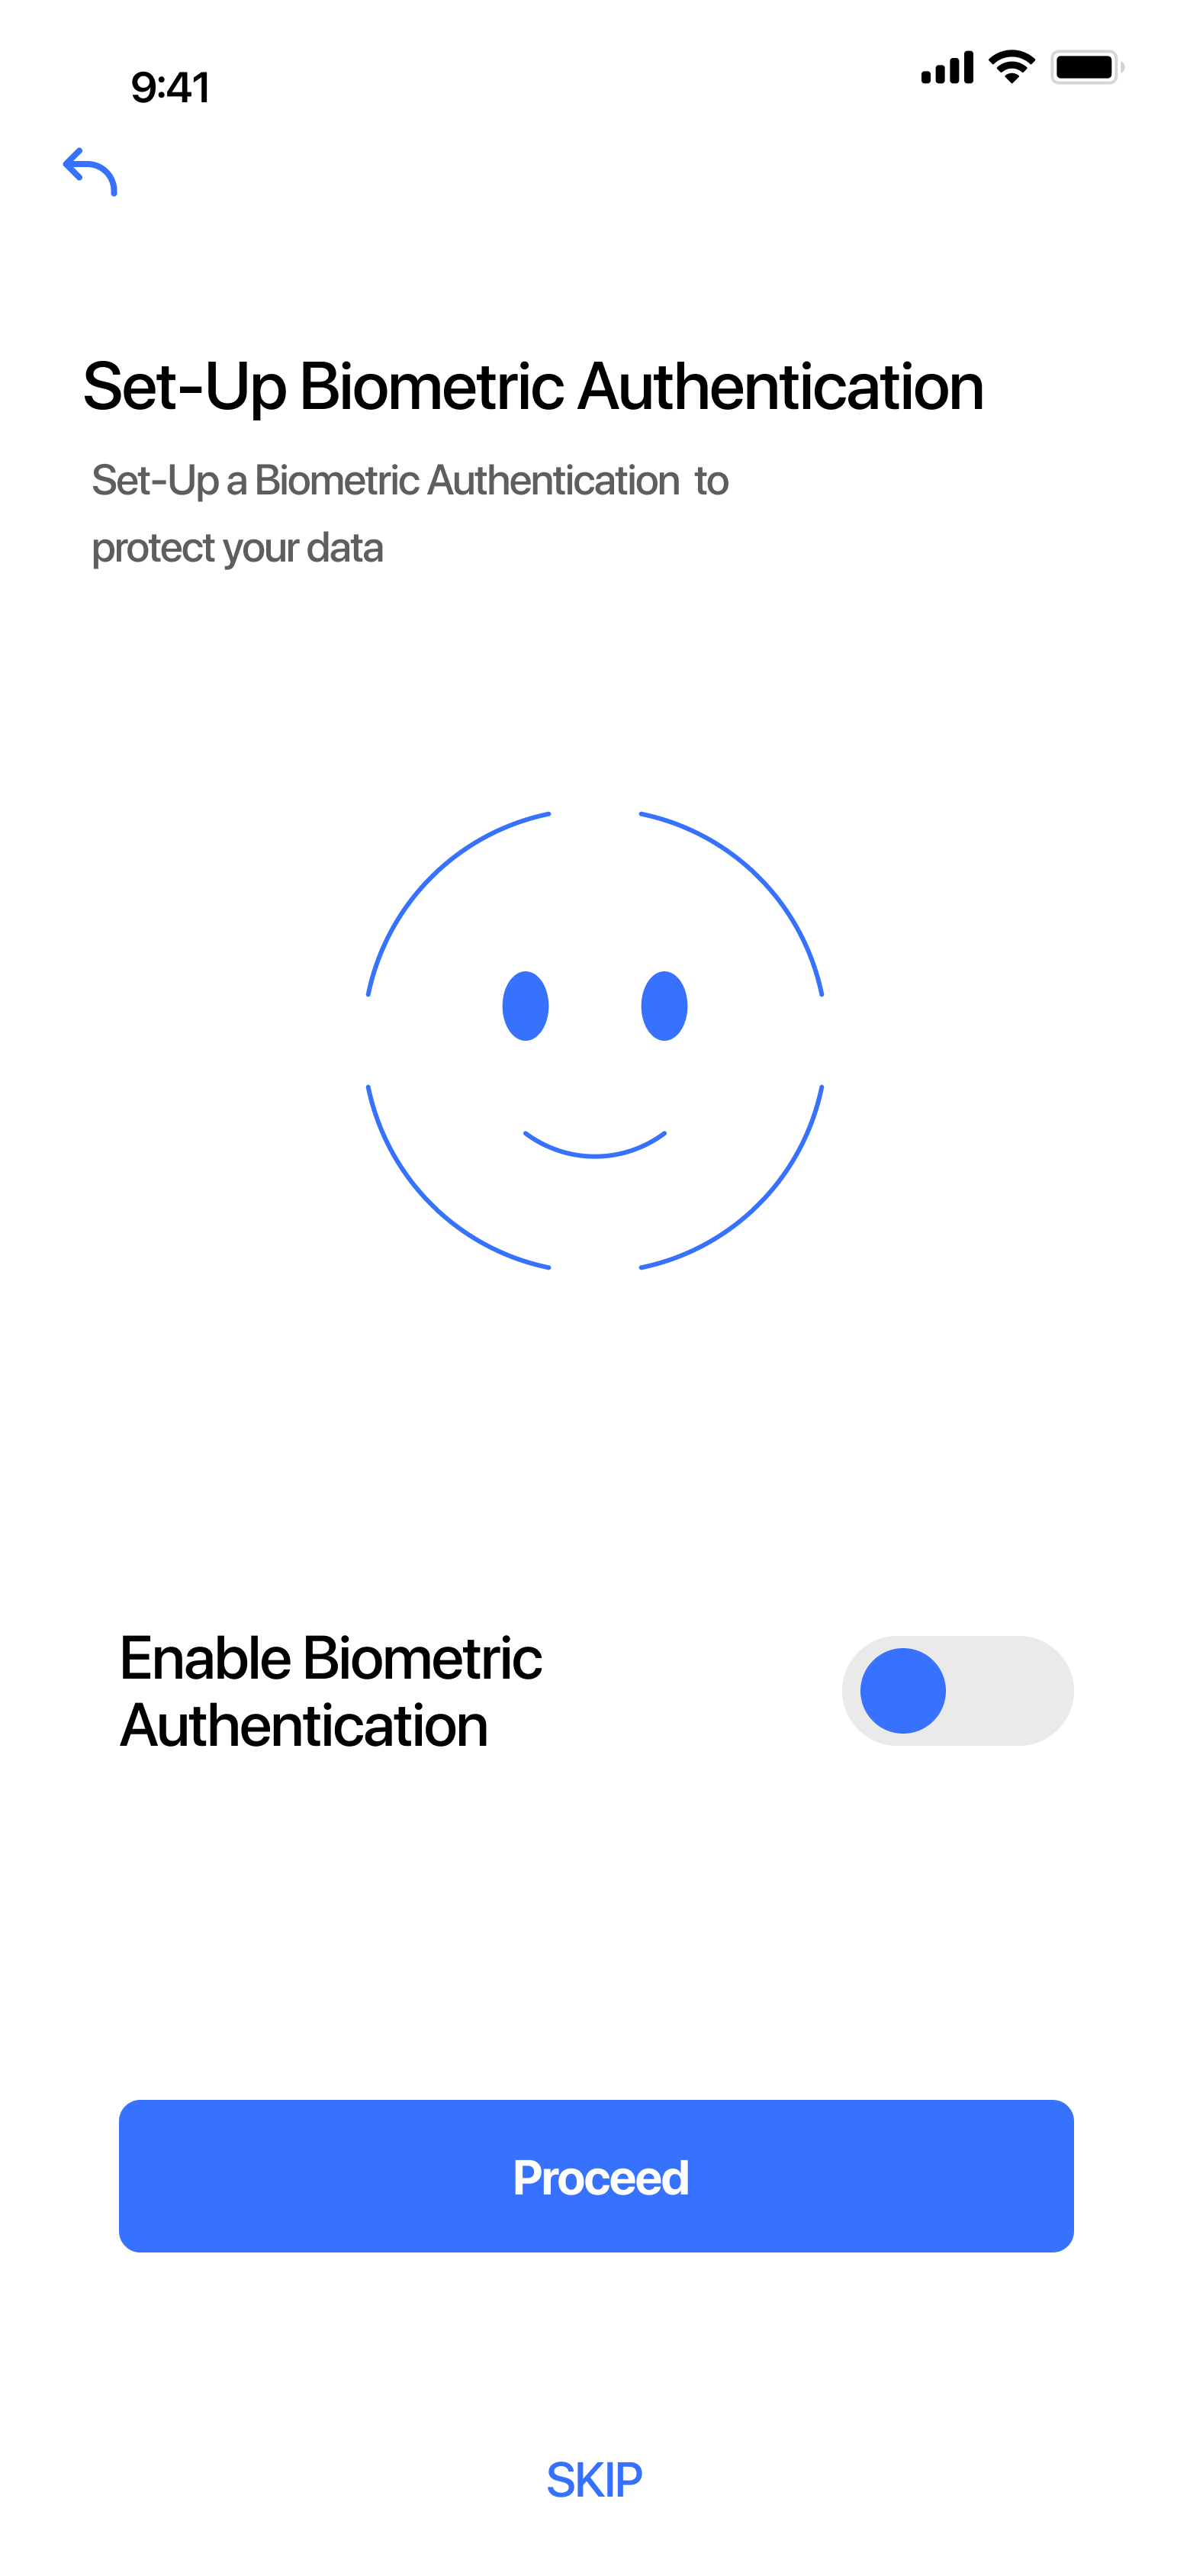 9:41
Set-Up Biometric Authentication
Set-Up a Biometric Authentication  to
protect your data
Enable Biometric
Authentication
Proceed
SKIP